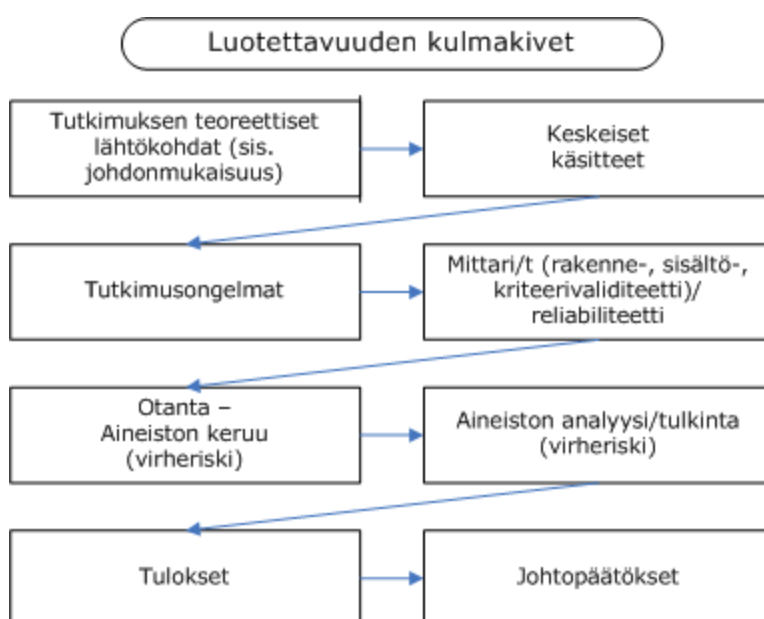 Luotettavuuden kulmakivet
Tutkimuksen teoreettiset
lähtökohdat (sis.
johdonmukaisuus)
Keskeiset
käsitteet
Tutkimusongelmat
Mittari/t (rakenne-, sisältö-,
kriteerivaliditeetti)/
reliabiliteetti
Otanta –
Aineiston keruu
(virheriski)
Aineiston analyysi/tulkinta
(virheriski)
Tulokset
Johtopäätökset